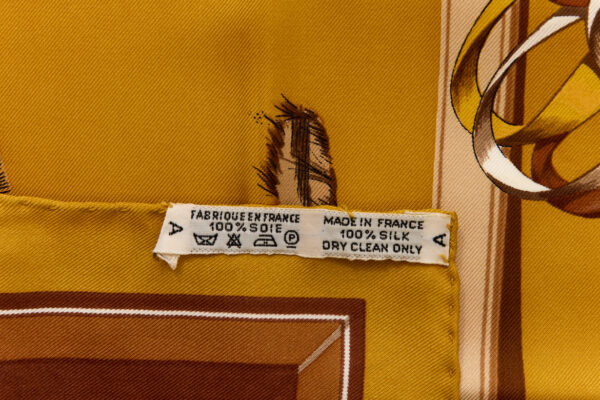 A
FABRIQUE EN FRANCE
100% SOIE
MADE IN FRANCE
100% SILK
DRY CLEAN ONLY
A